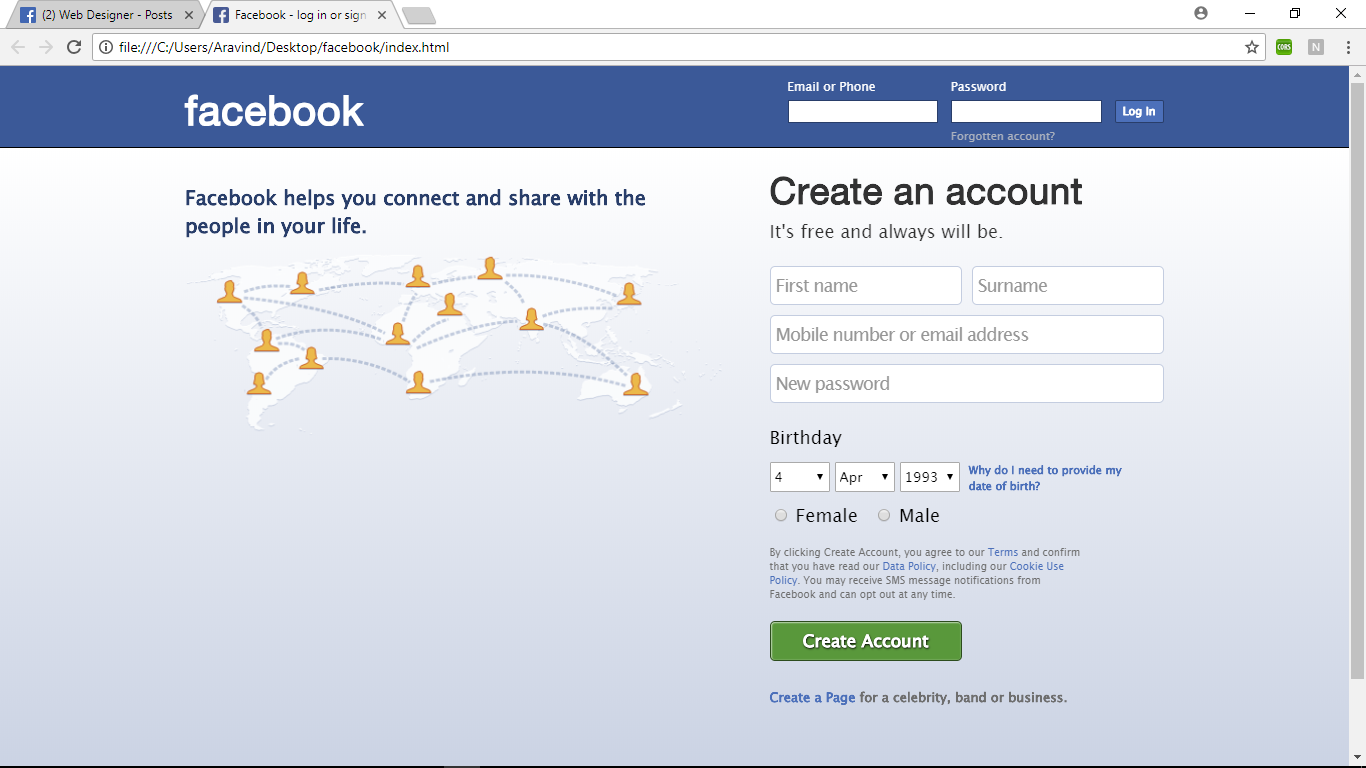 (2) Web Designer - Posts
Facebook - log in or sign
file:///C:/Users/Aravind/Desktop/facebook/index.html
CORS
N
facebook
Email or Phone
Password
Log In
Forgotten account?
Facebook helps you connect and share with the
people in your life.
Create an account
It's free and always will be.
First name
Surname
Mobile number or email address
New password
Birthday
4
Apr
1993
Why do I need to provide my
date of birth?
Female
Male
By clicking Create Account, you agree to our Terms and confirm
that you have read our Data Policy, including our Cookie Use
Policy. You may receive SMS message notifications from
Facebook and can opt out at any time.
Create Account
Create a Page for a celebrity, band or business.